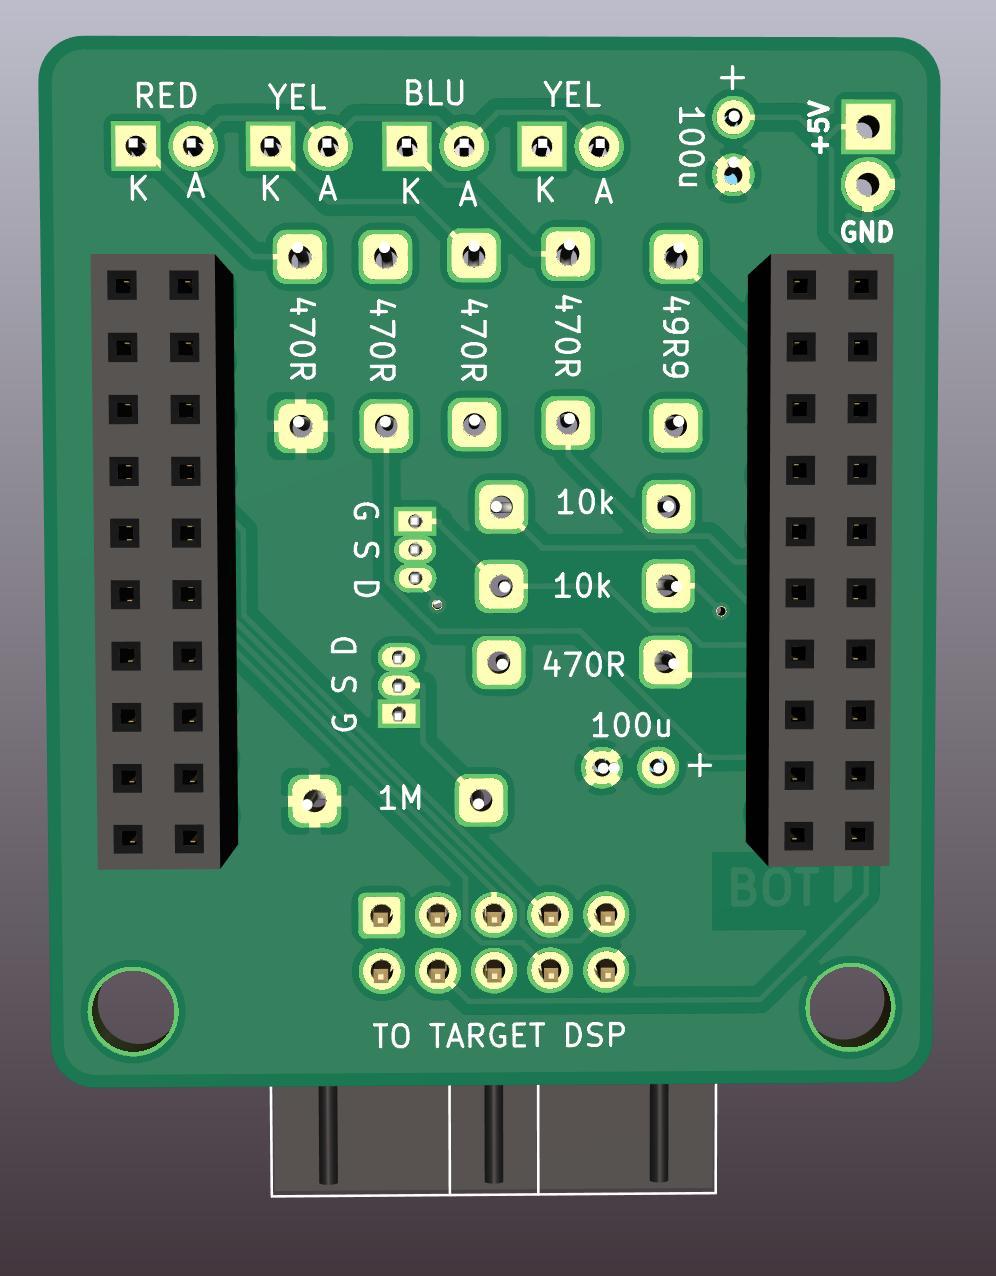 RED YEL BLU YEL
+
100u
+5V
K A K A K A K A
GND
470R 470R 470R 470R 49R9
G S D
10k
10k
D S G
470R
100u
+
1M
BOT
TO TARGET DSP